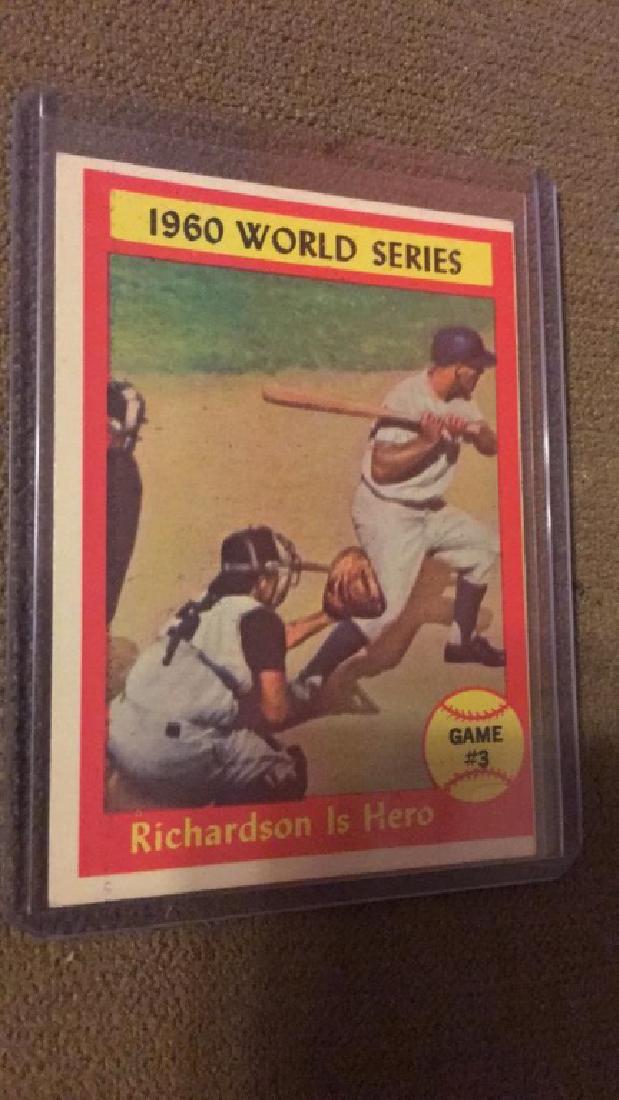 1960 WORLD SERIES
GAME
#3
Richardson Is Hero